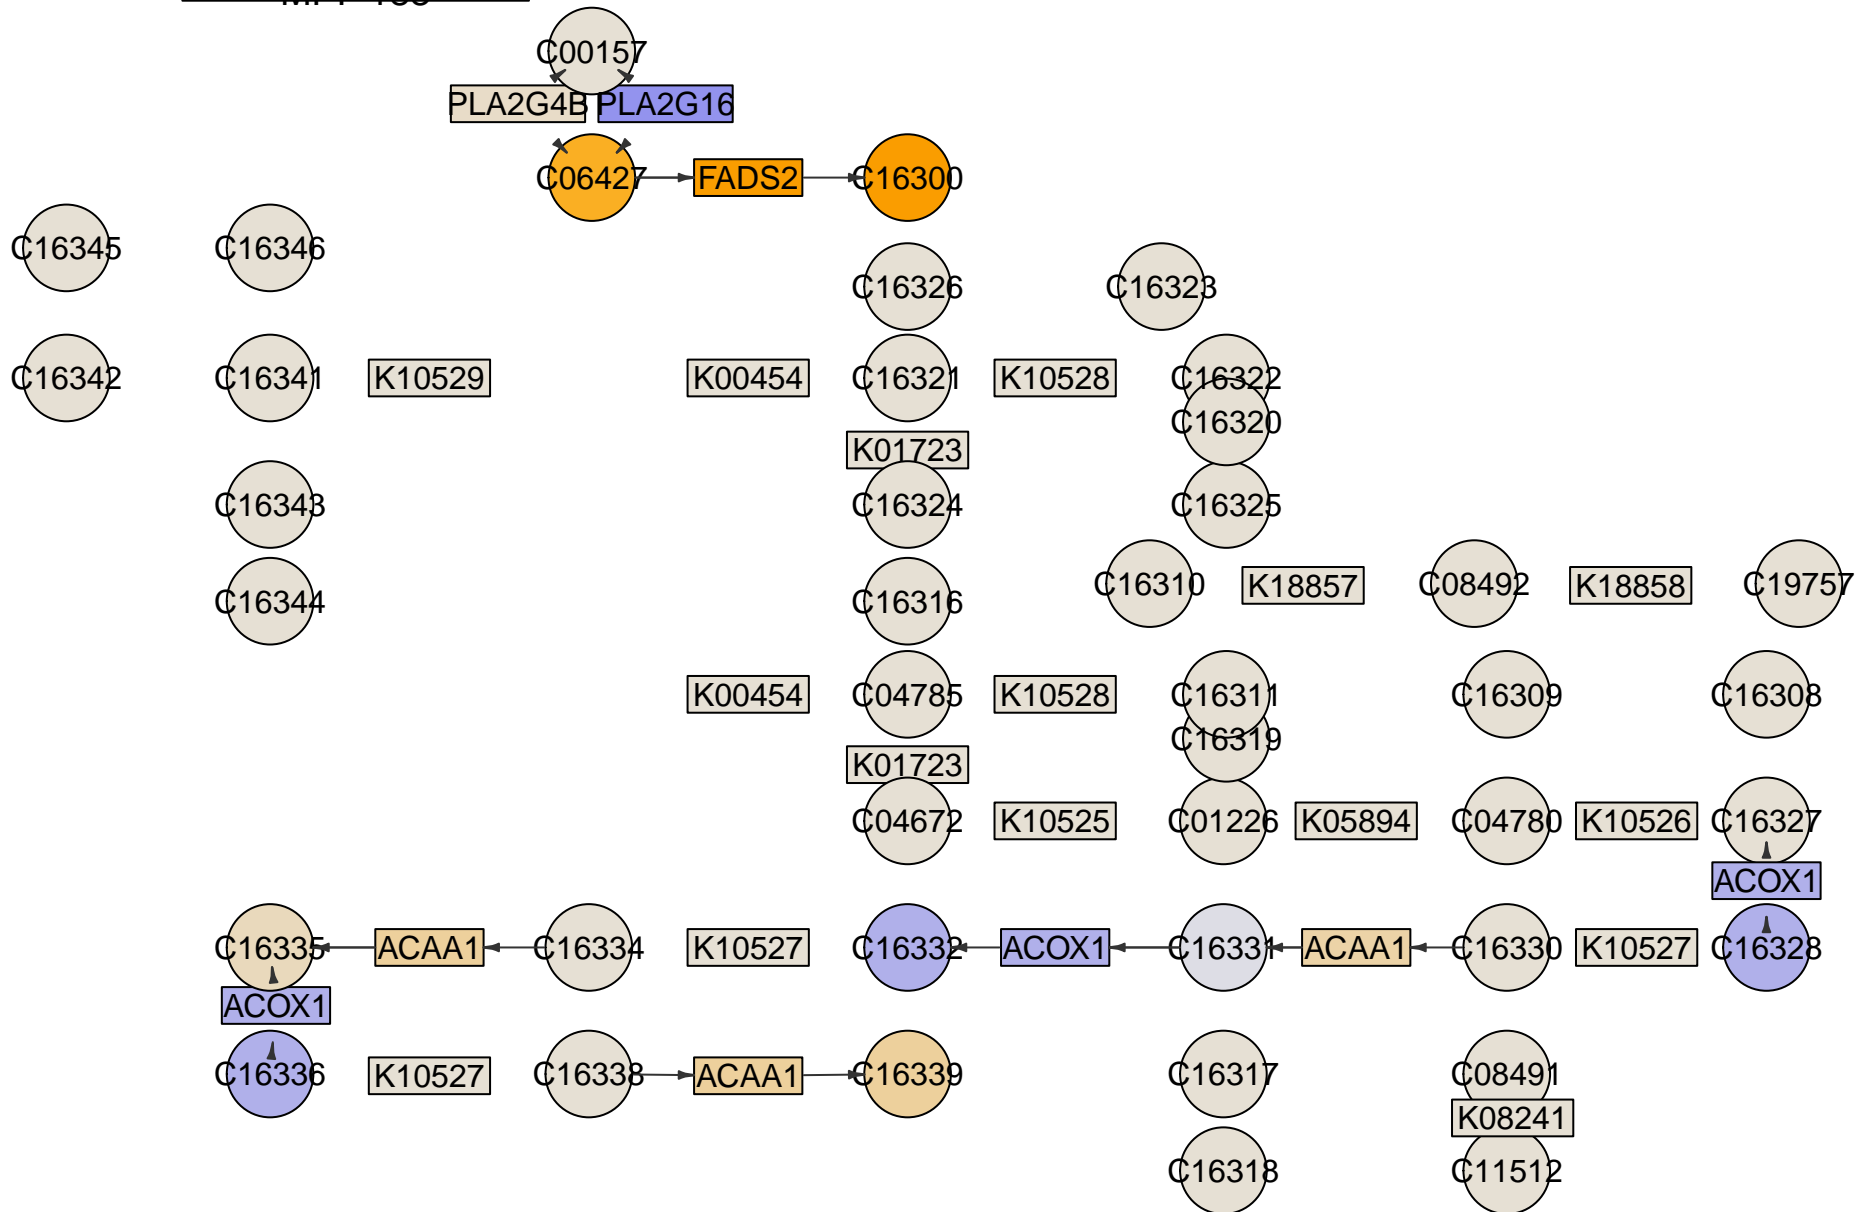 C00157
PLA2G4B PLA2G16
C06427 FADS2 C16300
C16345 C16346
C16326 C16323
C16342 C16341 K10529 K00454 C16321 K10528 C16322
C16320
K01723
C16343 C16324 C16325
C16310 K18857 C08492 K18858 C19757
C16344 C16316
K00454 C04785 K10528 C16311 C16309 C16308
C16319
K01723
C04672 K10525 C01226 K05894 C04780 K10526 C16327
ACOX1
C16335 ACAA1 C16334 K10527 C16332 ACOX1 C16331 ACAA1 C16330 K10527 C16328
ACOX1
C16336 K10527 C16338 ACAA1 C16339 C16317 C08491
K08241
C16318 C11512